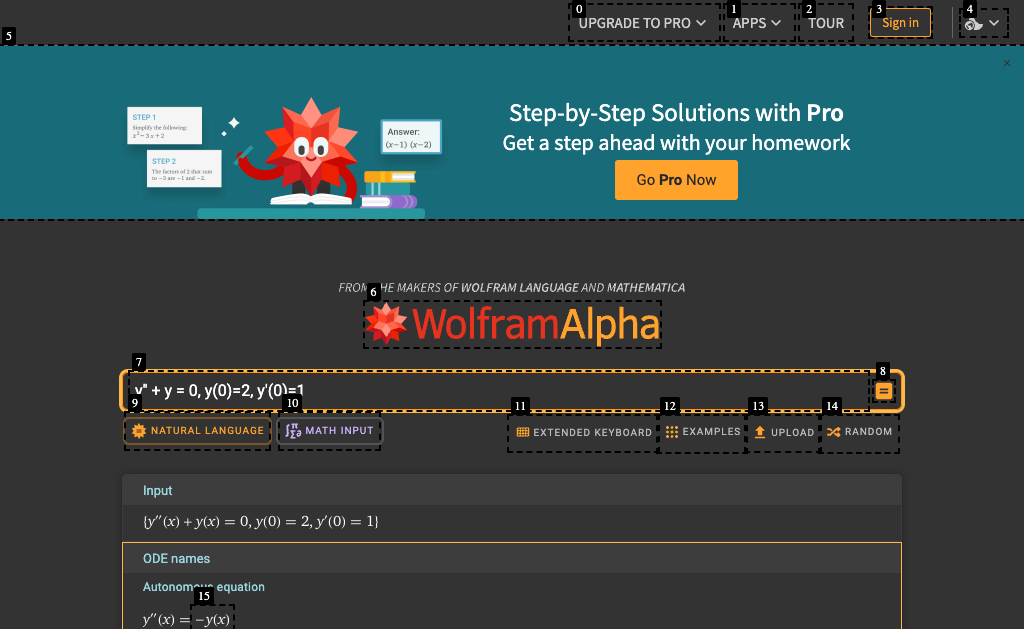 UPGRADE TO PRO
APPS
TOUR
Sign in
0
1
2
3
4
5
×
STEP 1
Simplify the following:
x² − 3 x + 2
STEP 2
The factors of 2 that sum
to −3 are −1 and −2.
Answer:
(x−1) (x−2)
Step-by-Step Solutions with Pro
Get a step ahead with your homework
Go Pro Now
FROM THE MAKERS OF WOLFRAM LANGUAGE AND MATHEMATICA
6
WolframAlpha
7
8
y'' + y = 0, y(0)=2, y'(0)=1
=
9
10
11
12
13
14
NATURAL LANGUAGE
MATH INPUT
EXTENDED KEYBOARD
EXAMPLES
UPLOAD
RANDOM
Input
{y′′(x) + y(x) = 0, y(0) = 2, y′(0) = 1}
ODE names
Autonomous equation
15
y′′(x) = −y(x)